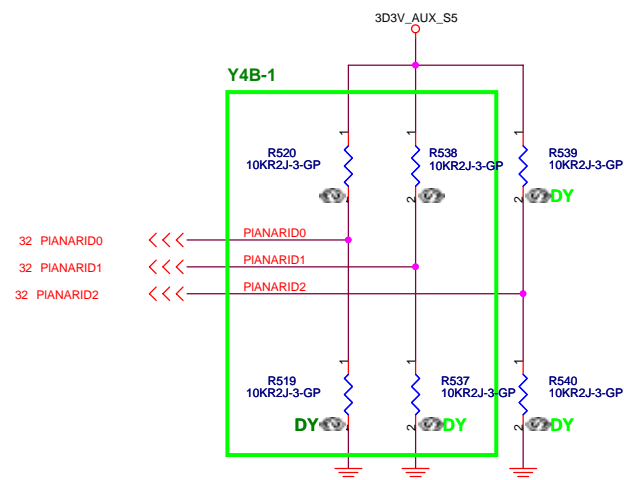 3D3V_AUX_S5
Y4B-1
1
1
1
R520
10KR2J-3-GP
R538
10KR2J-3-GP
R539
10KR2J-3-GP
2
2
DY
32 PIANARID0
PIANARID0
32 PIANARID1
PIANARID1
32 PIANARID2
PIANARID2
1
1
1
R519
10KR2J-3-GP
R537
10KR2J-3-GP
R540
10KR2J-3-GP
DY
2
DY
2
DY